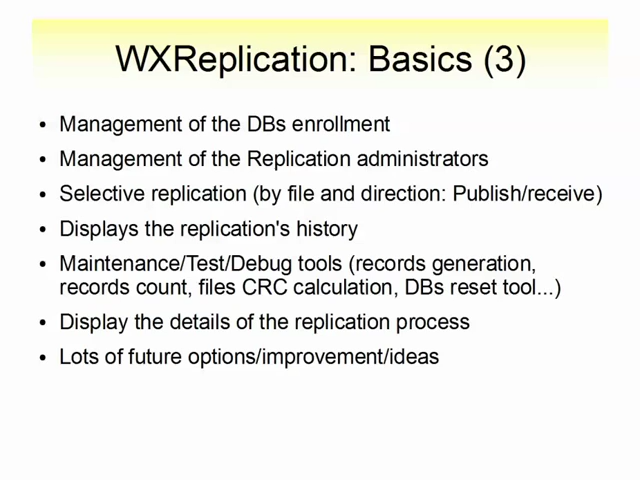 WXReplication: Basics (3)
• Management of the DBs enrollment
• Management of the Replication administrators
• Selective replication (by file and direction: Publish/receive)
• Displays the replication's history
• Maintenance/Test/Debug tools (records generation,
records count, files CRC calculation, DBs reset tool...)
• Display the details of the replication process
• Lots of future options/improvement/ideas